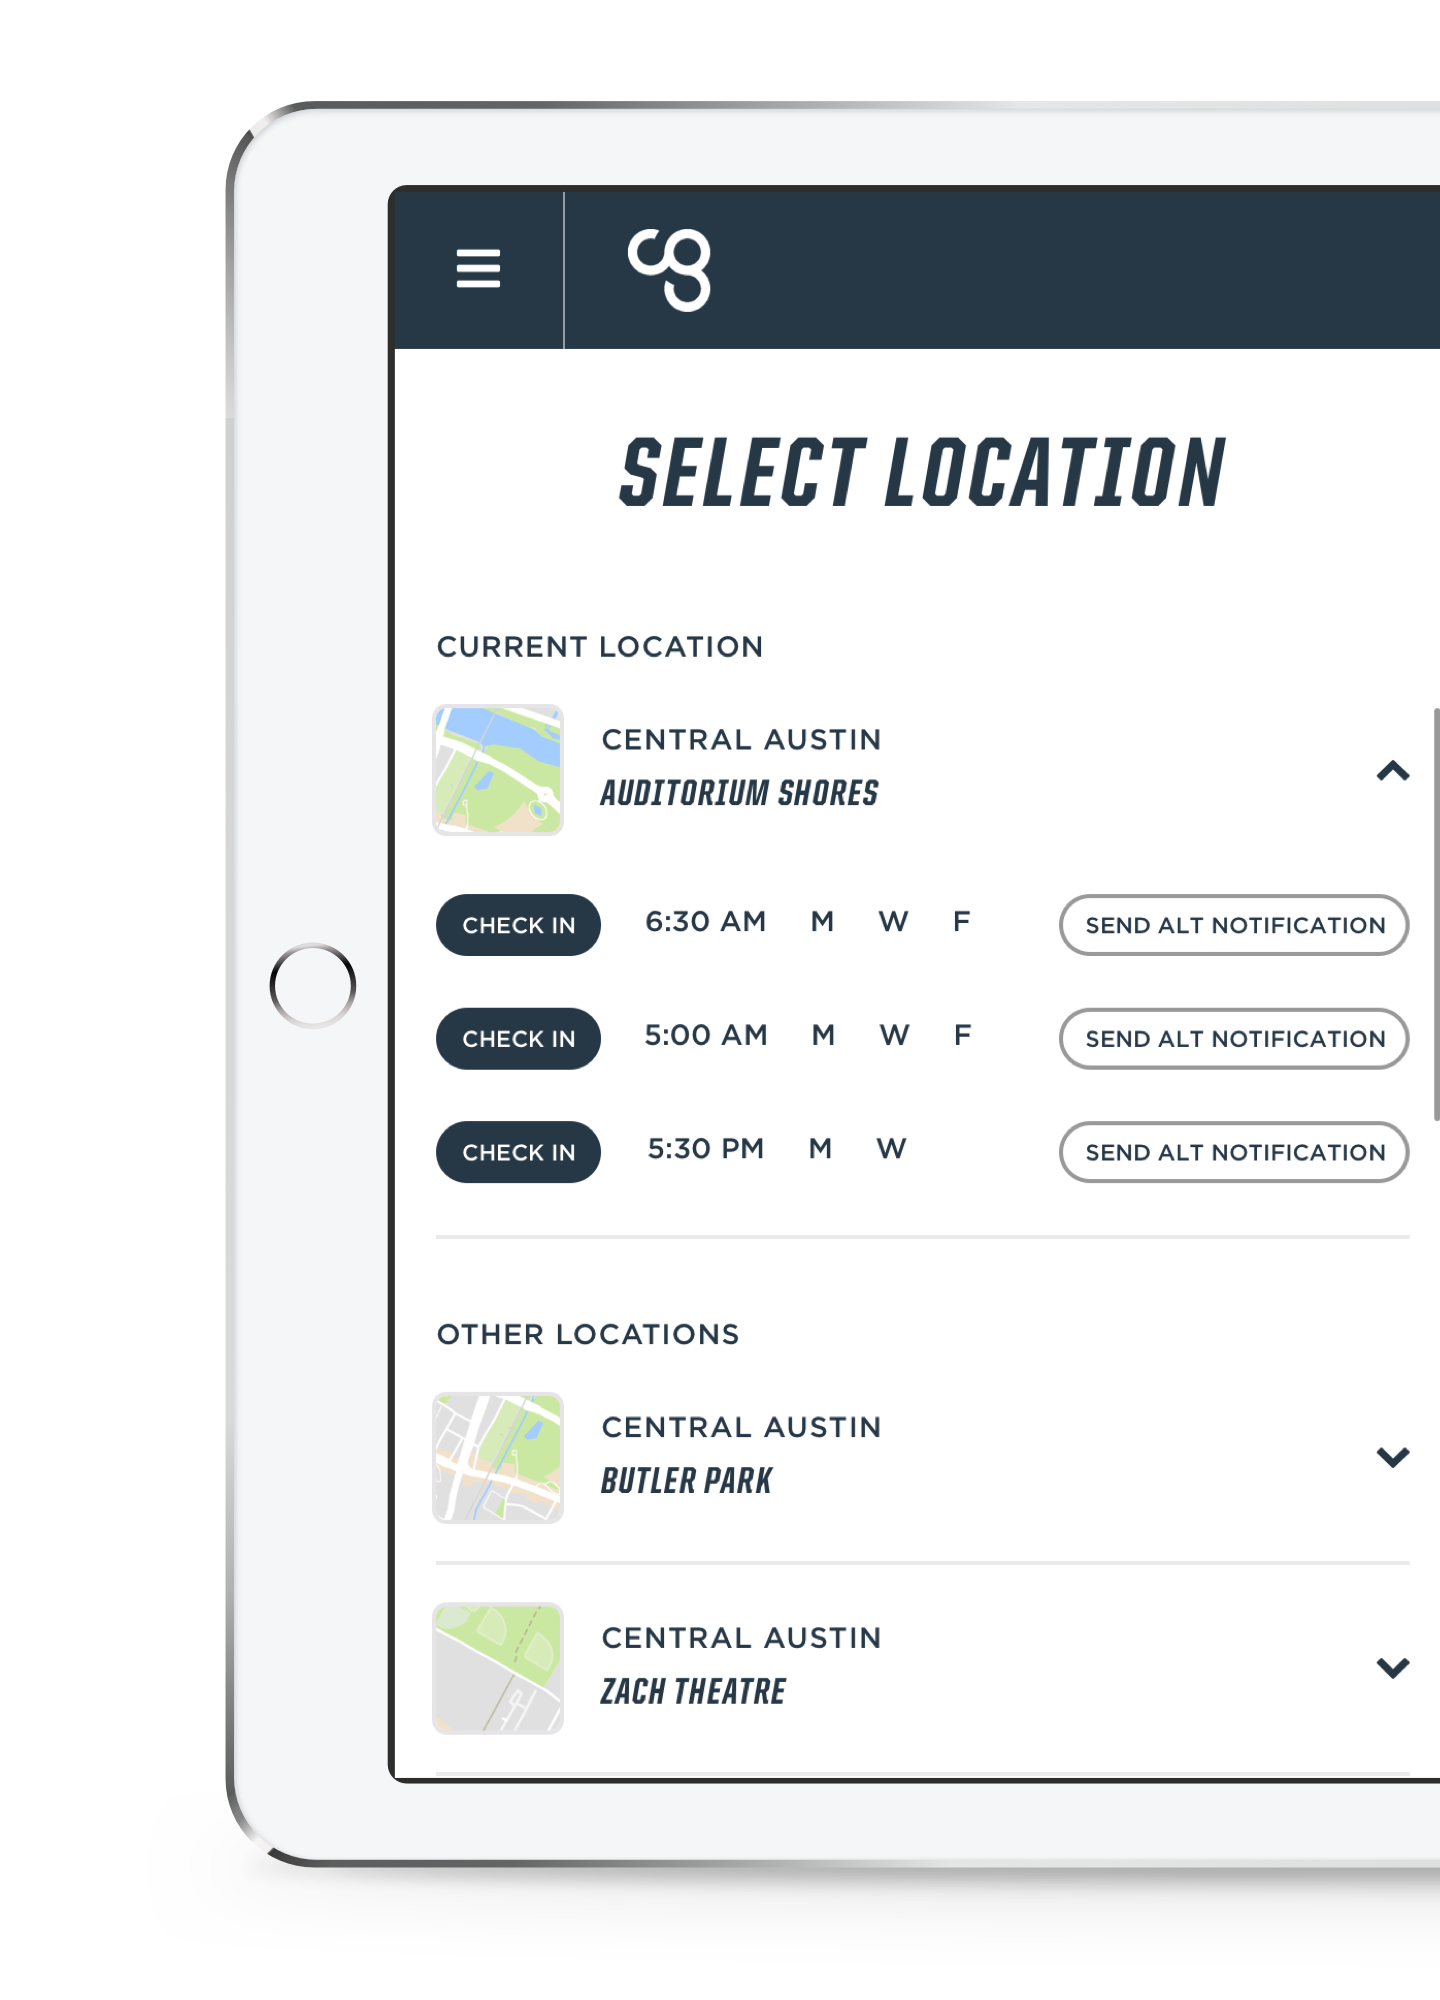 cg
SELECT LOCATION
CURRENT LOCATION
CENTRAL AUSTIN
AUDITORIUM SHORES
CHECK IN 6:30 AM M W F SEND ALT NOTIFICATION
CHECK IN 5:00 AM M W F SEND ALT NOTIFICATION
CHECK IN 5:30 PM M W SEND ALT NOTIFICATION
OTHER LOCATIONS
CENTRAL AUSTIN
BUTLER PARK
CENTRAL AUSTIN
ZACH THEATRE